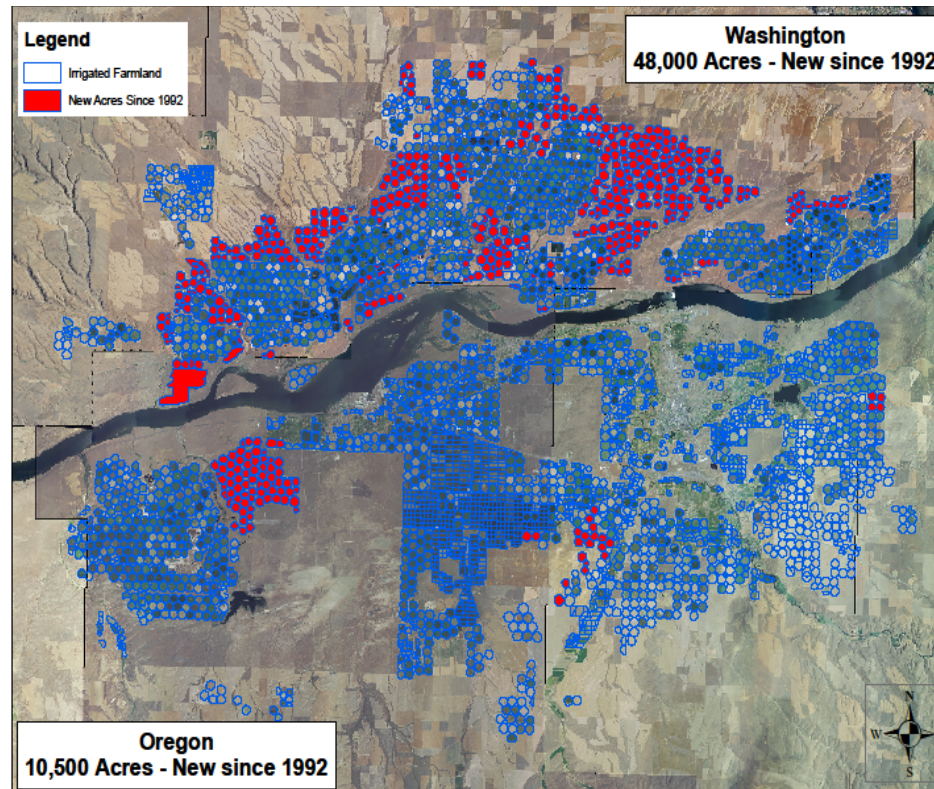 Legend
Irrigated Farmland
New Acres Since 1992
Washington
48,000 Acres - New since 1992
Oregon
10,500 Acres - New since 1992
N
W
S